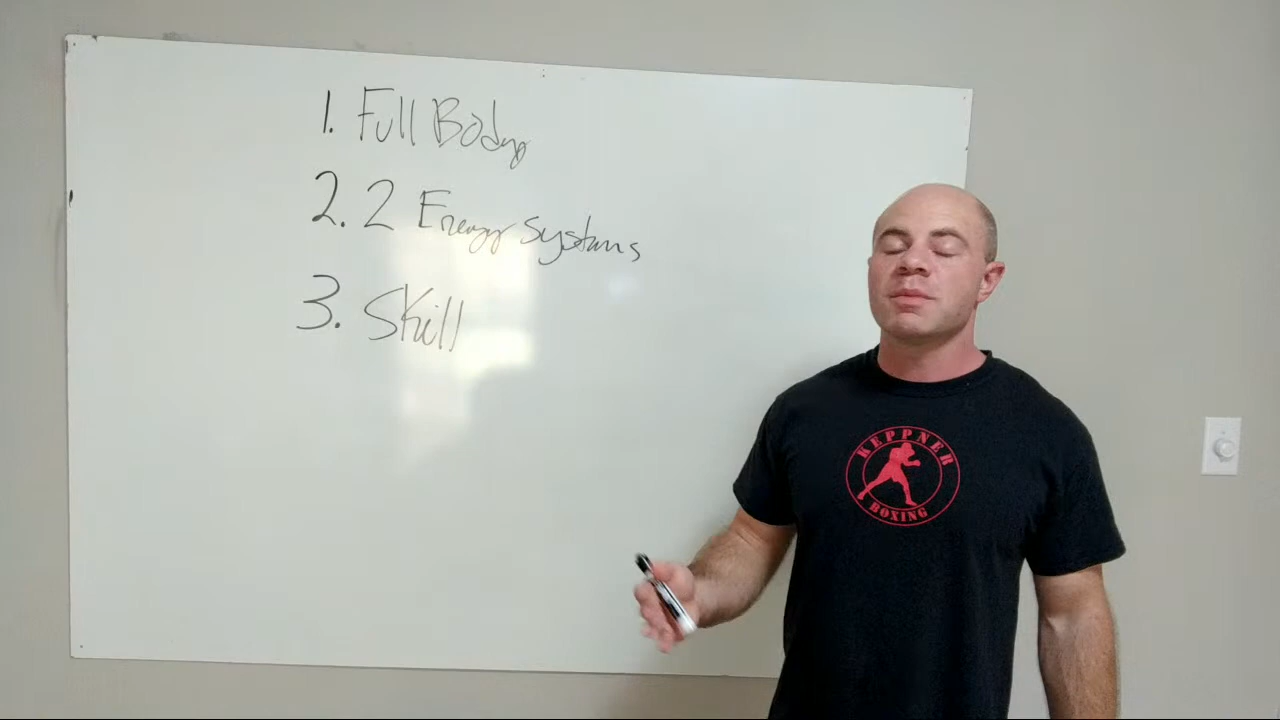 1. Full Body
2. 2 Energy Systems
3. Skill
KEPPNER
BOXING